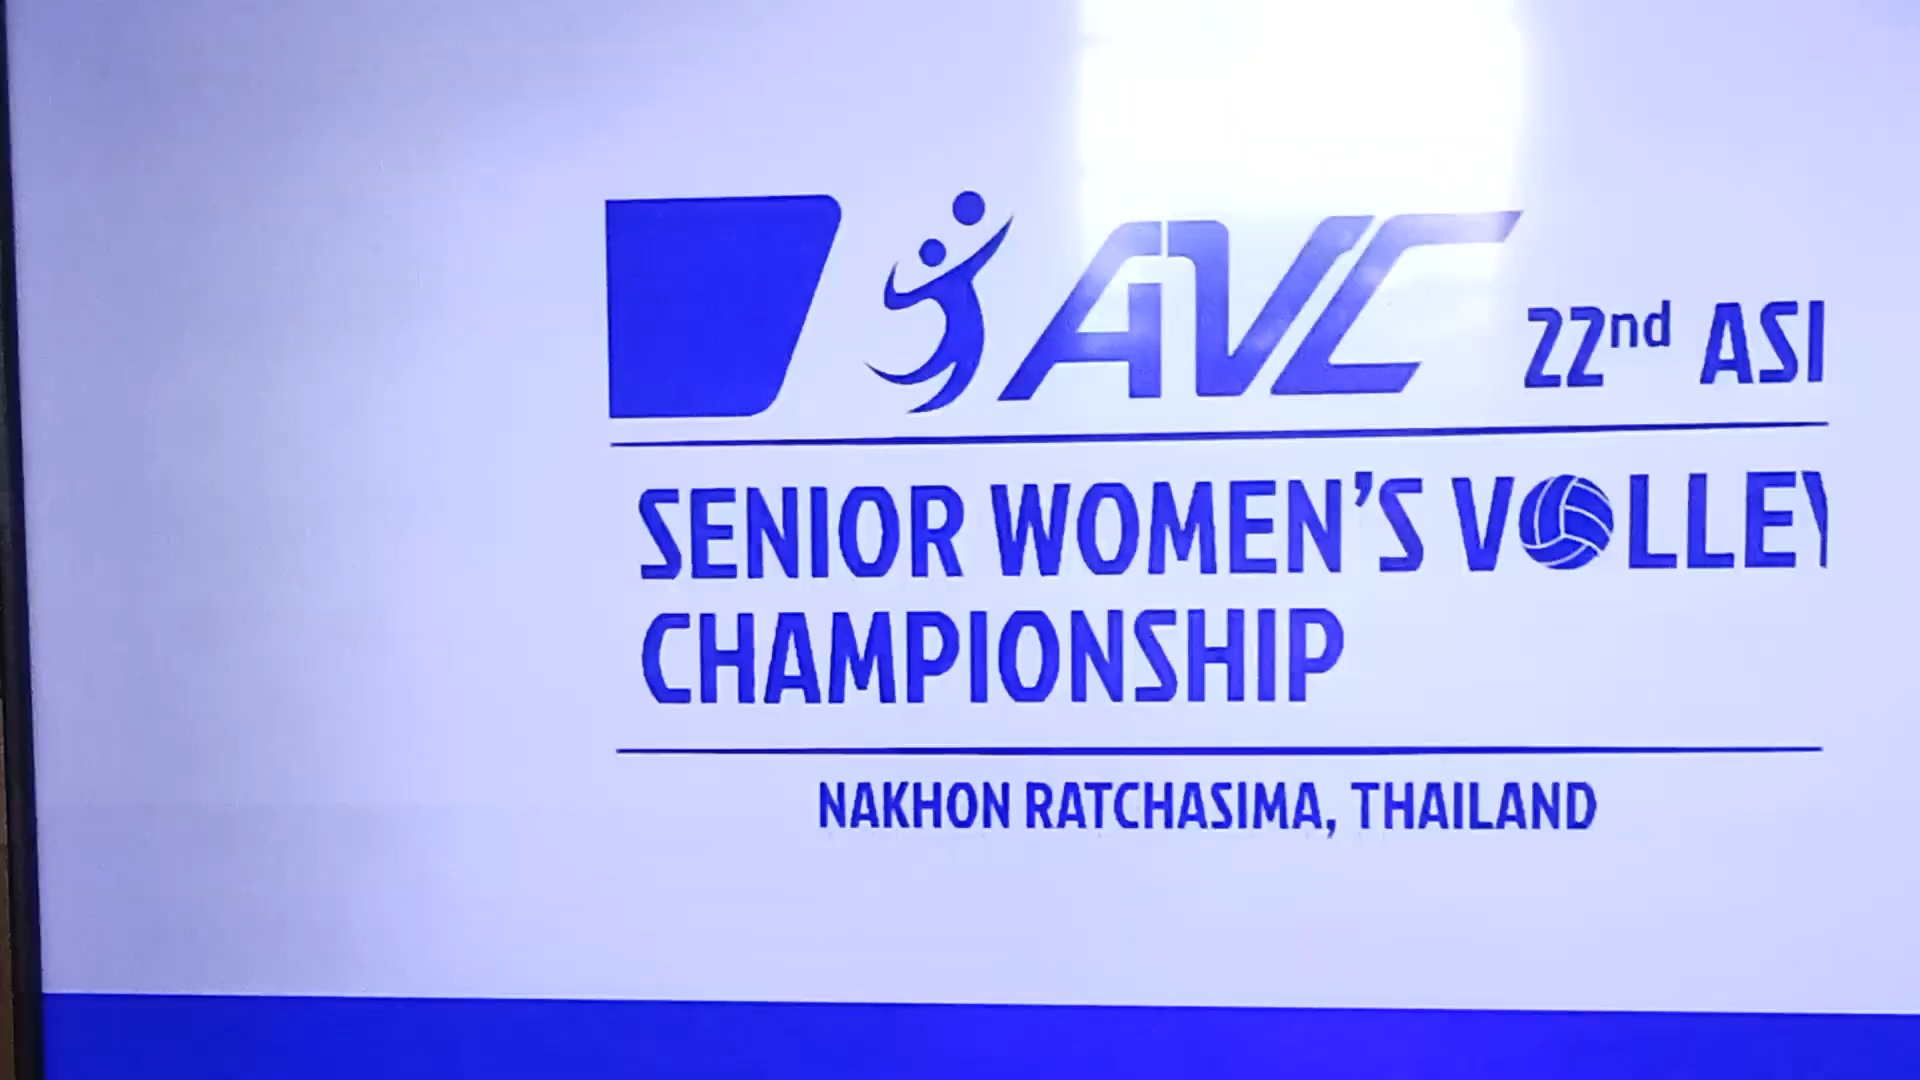 AVC 22nd ASI
SENIOR WOMEN'S VOLLEY
CHAMPIONSHIP
NAKHON RATCHASIMA, THAILAND